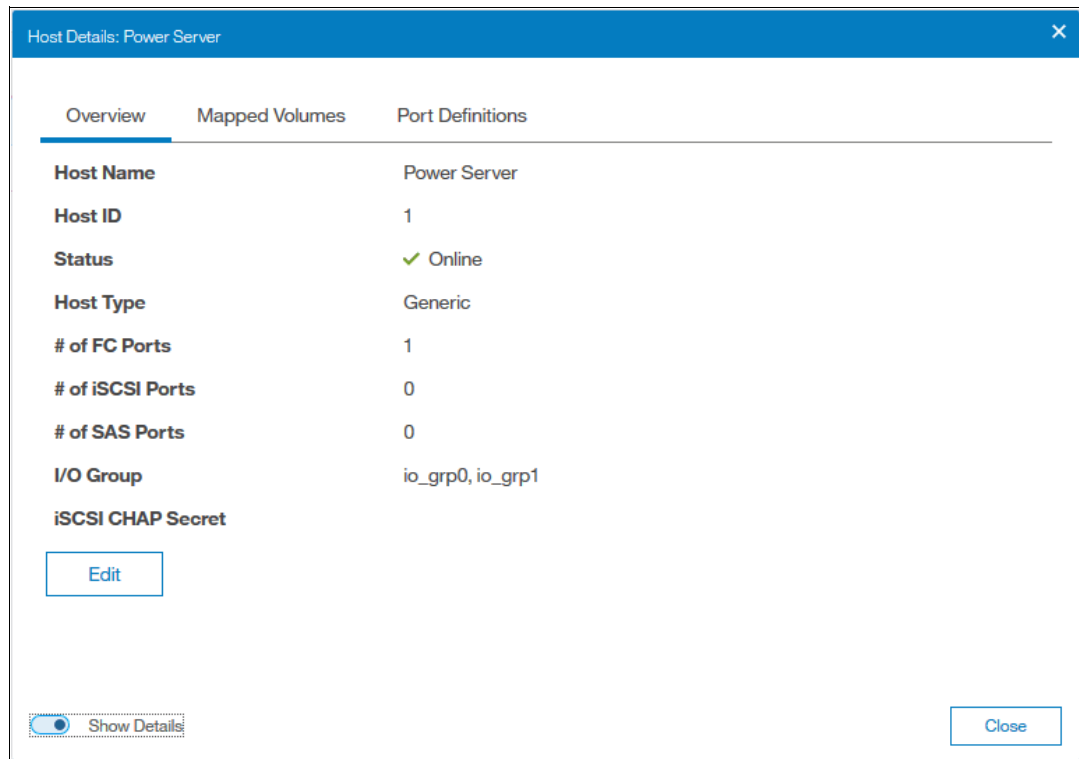 Host Details: Power Server
Overview Mapped Volumes Port Definitions
Host Name Power Server
Host ID 1
Status Online
Host Type Generic
# of FC Ports 1
# of iSCSI Ports 0
# of SAS Ports 0
I/O Group io_grp0, io_grp1
iSCSI CHAP Secret
Edit
Show Details Close